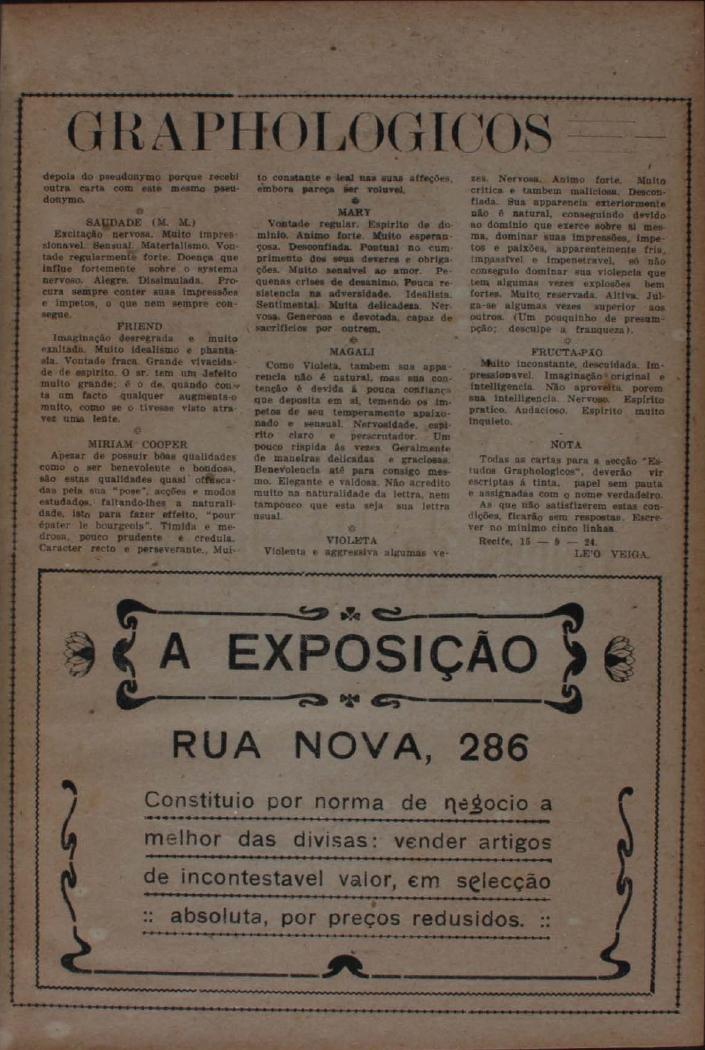 GRAPHOLOGICOS
depois do pseudonymo porque recebi
outra carta com este mesmo pseu-
donymo.
SAUDADE (M. M.)
Excitação nervosa. Muito impres-
sionavel. Sensual. Materialismo. Von-
tade regularmente forte. Doença que
influe fortemente sobre o systema
nervoso. Alegre. Dissimulada. Pro-
cura sempre conter suas impressões
e impetos, o que nem sempre con-
segue.
FRIEND
Imaginação desregrada e muito
exaltada. Muito idealismo e phanta-
sia. Vontade fraca. Grande vivacida-
de de espirito. O sr. tem um defeito
muito grande; é o de, quando con-
ta um facto qualquer augmenta-o
muito, como se o tivesse visto atra-
vez uma lente.
MIRIAM COOPER
Apezar de possuir bôas qualidades
como o ser benevolente e bondosa,
são estas qualidades quasi offusca-
das pela sua "pose", acções e modos
estudados, faltando-lhes a naturali-
dade, isto para fazer effeito, "pour
épater le bourgeois". Timida e me-
drosa, pouco prudente e credula.
Caracter recto e perseverante., Mui-
to constante e leal nas suas affeções,
embora pareça ser voluvel.
MARY
Vontade regular. Espirito de do-
minio. Animo forte. Muito esperan-
çosa. Desconfiada. Pontual no cum-
primento dos seus deveres e obriga-
ções. Muito sensivel ao amor. Pe-
quenas crises de desanimo. Pouca re-
sistencia na adversidade. Idealista.
Sentimental. Muita delicadeza. Ner-
vosa. Generosa e devotada, capaz de
sacrificios por outrem.
MAGALI
Como Violeta, tambem sua appa-
rencia não é natural, mas sua con-
tenção é devida á pouca confiança
que deposita em si, temendo os im-
petos de seu temperamento apaixo-
nado e sensual. Nervosidade, espi-
rito claro e perscrutador. Um
pouco rispida ás vezes Geralmente
de maneiras delicadas e graciosas.
Benevolencia até para consigo mes-
mo. Elegante e vaidosa. Não acredito
muito na naturalidade da lettra, nem
tampouco que esta seja sua lettra
usual.
VIOLETA
Violenta e aggressiva algumas ve-
zes. Nervosa. Animo forte. Muito
critica e tambem maliciosa. Descon-
fiada. Sua apparencia exteriormente
não é natural, conseguindo devido
ao dominio que exerce sobre si mes-
ma, dominar suas impressões, impe-
tos e paixões, apparentemente fria,
impassivel e impenetravel, só não
conseguio dominar sua violencia que
tem algumas vezes explosões bem
fortes. Muito reservada. Altiva. Jul-
ga-se algumas vezes superior aos
outros. (Um pouquinho de presum-
pção; desculpe a franqueza).
FRUCTA-PÃO
Muito inconstante, descuidada. Im-
pressionavel. Imaginação original e
intelligencia. Não aproveita porem
sua intelligencia. Nervoso. Espirito
pratico. Audacioso. Espirito muito
inquieto.
NOTA
Todas as cartas para a secção "Es-
tudos Graphologicos", deverão vir
escriptas á tinta, papel sem pauta
e assignadas com o nome verdadeiro.
As que não satisfizerem estas con-
dições, ficarão sem respostas. Escre-
ver no minimo cinco linhas.
Recife, 15 — 9 — 24.
LE'O VEIGA.
A EXPOSIÇÃO
RUA NOVA, 286
Constituio por norma de negocio a
melhor das divisas: vender artigos
de incontestavel valor, em selecção
:: absoluta, por preços redusidos. ::